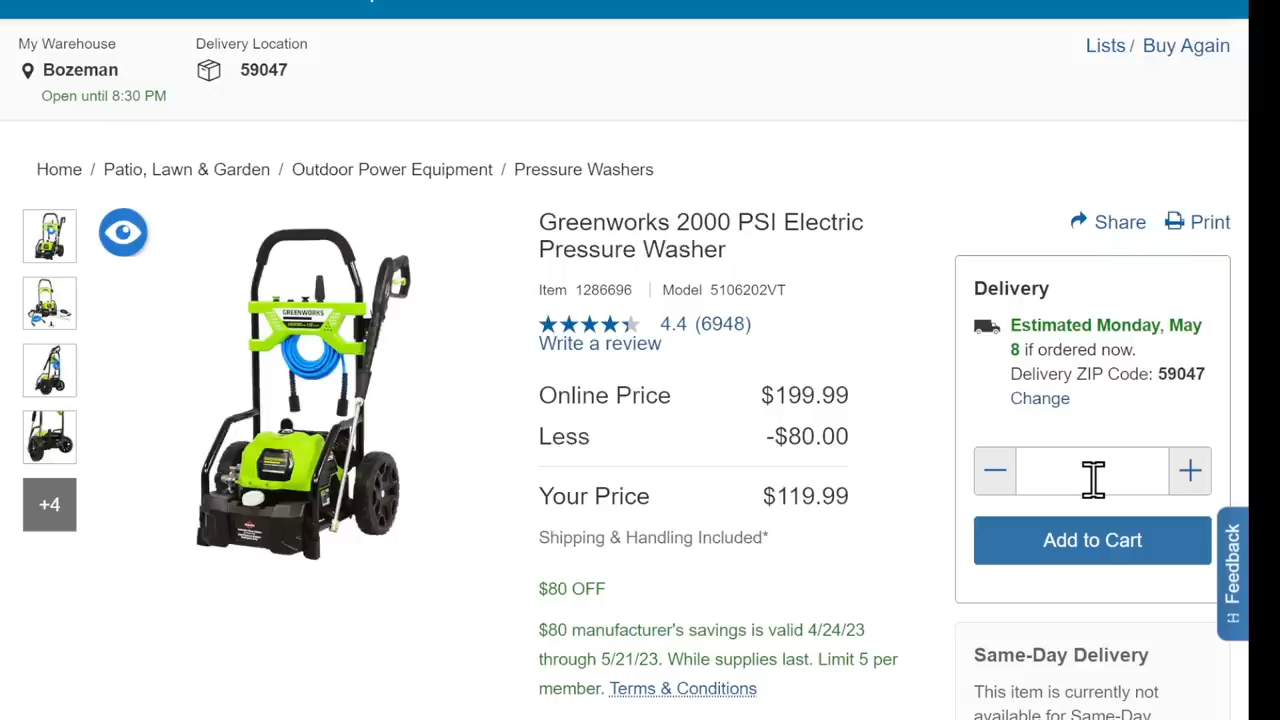 My Warehouse
Delivery Location
Lists / Buy Again
Bozeman
59047
Open until 8:30 PM
Home / Patio, Lawn & Garden / Outdoor Power Equipment / Pressure Washers
+4
GREENWORKS
Greenworks 2000 PSI Electric
Pressure Washer
Item 1286696 | Model 5106202VT
4.4 (6948)
Write a review
Online Price $199.99
Less -$80.00
Your Price $119.99
Shipping & Handling Included*
$80 OFF
$80 manufacturer's savings is valid 4/24/23
through 5/21/23. While supplies last. Limit 5 per
member. Terms & Conditions
Share Print
Delivery
Estimated Monday, May
8 if ordered now.
Delivery ZIP Code: 59047
Change
Add to Cart
Feedback
Same-Day Delivery
This item is currently not
available for Same-Day